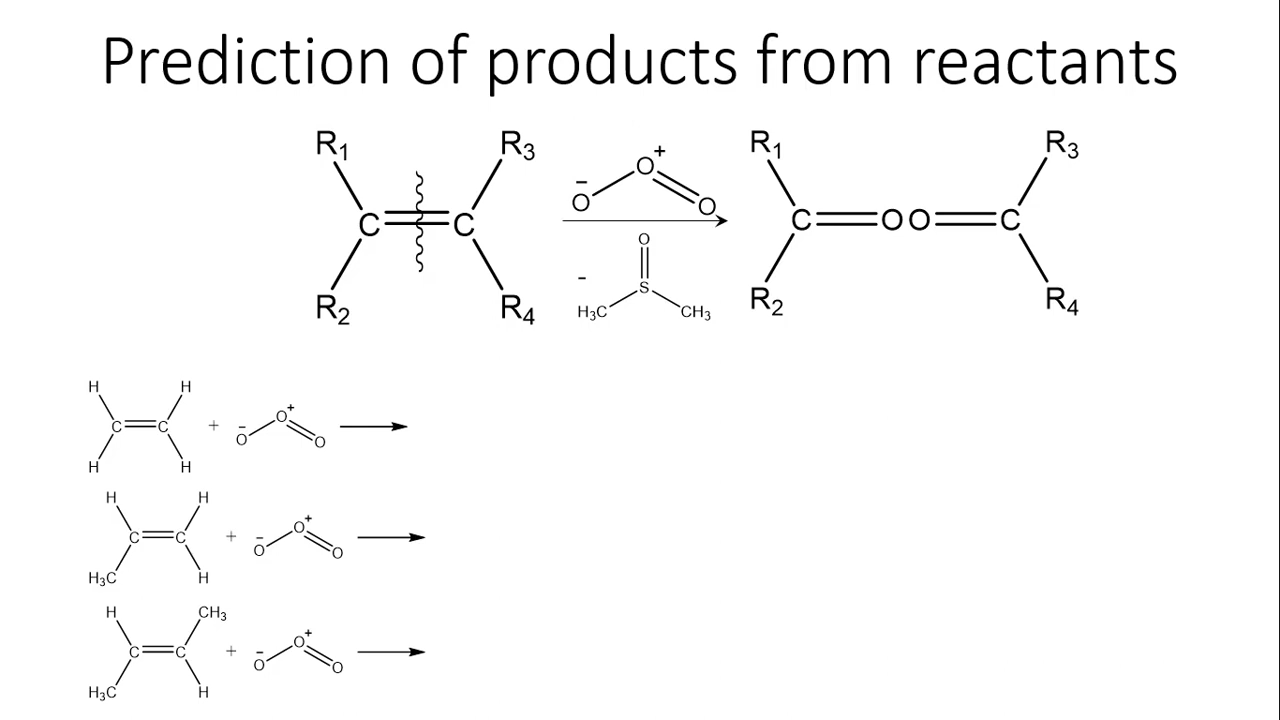 Prediction of products from reactants
R1 R3 O+ R1 R3
-O O
C C C O O C
O
- S
R2 R4 H3C CH3 R2 R4
H H
C C + -O O+ O
H H
H H
C C + -O O+ O
H3C H
H CH3
C C + -O O+ O
H3C H